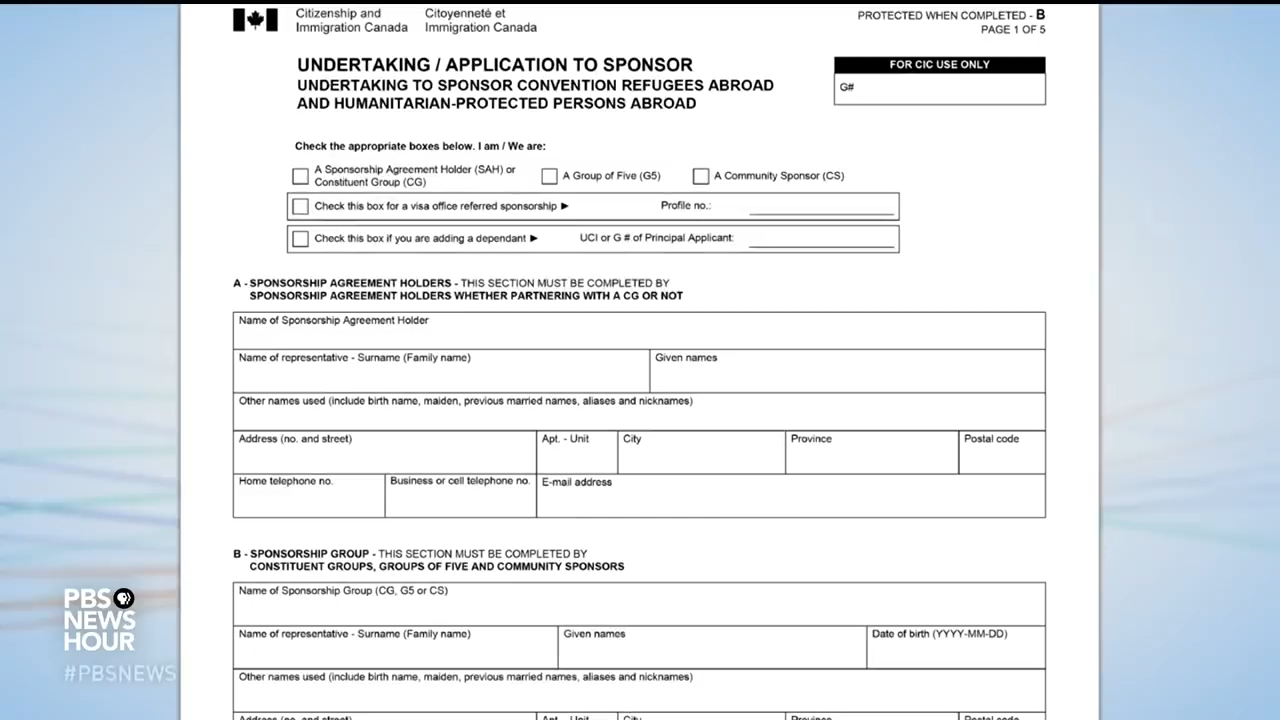 Citizenship and Citoyenneté et
Immigration Canada Immigration Canada
PROTECTED WHEN COMPLETED - B
PAGE 1 OF 5
UNDERTAKING / APPLICATION TO SPONSOR
UNDERTAKING TO SPONSOR CONVENTION REFUGEES ABROAD
AND HUMANITARIAN-PROTECTED PERSONS ABROAD
FOR CIC USE ONLY
G#
Check the appropriate boxes below. I am / We are:
A Sponsorship Agreement Holder (SAH) or
Constituent Group (CG)
A Group of Five (G5)
A Community Sponsor (CS)
Check this box for a visa office referred sponsorship ► Profile no.:
Check this box if you are adding a dependant ► UCI or G # of Principal Applicant:
A - SPONSORSHIP AGREEMENT HOLDERS - THIS SECTION MUST BE COMPLETED BY
SPONSORSHIP AGREEMENT HOLDERS WHETHER PARTNERING WITH A CG OR NOT
Name of Sponsorship Agreement Holder
Name of representative - Surname (Family name) Given names
Other names used (include birth name, maiden, previous married names, aliases and nicknames)
Address (no. and street) Apt. - Unit City Province Postal code
Home telephone no. Business or cell telephone no. E-mail address
B - SPONSORSHIP GROUP - THIS SECTION MUST BE COMPLETED BY
CONSTITUENT GROUPS, GROUPS OF FIVE AND COMMUNITY SPONSORS
Name of Sponsorship Group (CG, G5 or CS)
Name of representative - Surname (Family name) Given names Date of birth (YYYY-MM-DD)
Other names used (include birth name, maiden, previous married names, aliases and nicknames)
Address (no. and street) Apt. - Unit City Province Postal code
PBS
NEWS
HOUR
#PBSNEWS